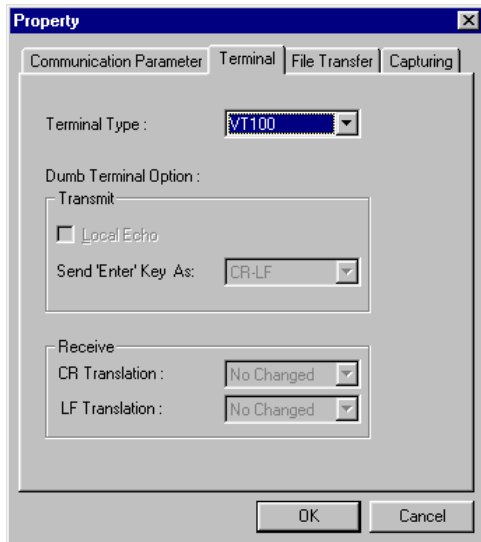 Property
Communication Parameter Terminal File Transfer Capturing
Terminal Type : VT100
Dumb Terminal Option :
Transmit
Local Echo
Send 'Enter' Key As: CR-LF
Receive
CR Translation : No Changed
LF Translation : No Changed
OK Cancel